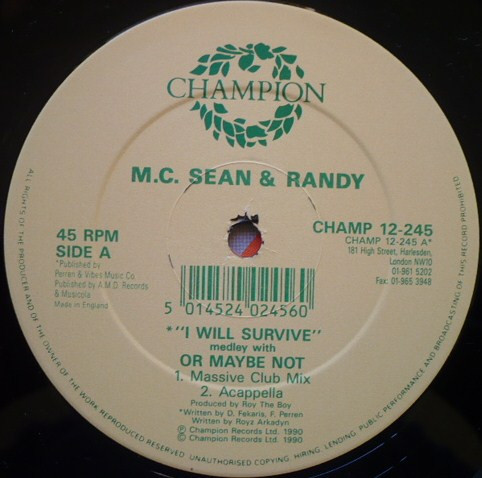 CHAMPION
M.C. SEAN & RANDY
45 RPM
SIDE A
*Published by
Perren & Vibes Music Co.
Published by A.M.D. Records
& Musicola
Made in England
CHAMP 12-245
CHAMP 12-245 A*
181 High Street, Harlesden,
London NW10
01-961 5202
Fax: 01-965 3948
5 014524 024560
*"I WILL SURVIVE"
medley with
OR MAYBE NOT
1. Massive Club Mix
2. Acappella
Produced by Roy The Boy
*Written by D. Fekaris, F. Perren
Written by Royz Arkadyn
Ⓟ Champion Records Ltd. 1990
© Champion Records Ltd. 1990
ALL RIGHTS OF THE PRODUCER AND OF THE OWNER OF THE WORK REPRODUCED RESERVED. UNAUTHORISED COPYING, HIRING, LENDING, PUBLIC PERFORMANCE AND BROADCASTING OF THIS RECORD PROHIBITED